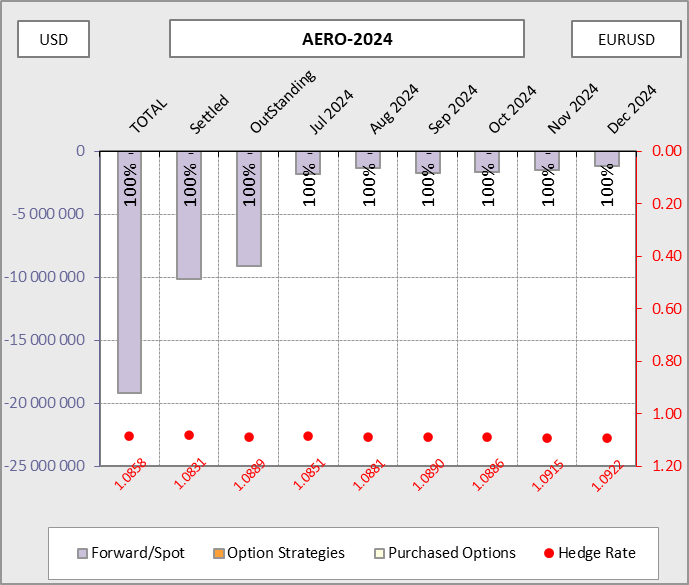 USD
AERO-2024
EURUSD
TOTAL
Settled
OutStanding
Jul 2024
Aug 2024
Sep 2024
Oct 2024
Nov 2024
Dec 2024
0
-5 000 000
-10 000 000
-15 000 000
-20 000 000
-25 000 000
100% -
100% -
100% -
100% -
100% -
100% -
100% -
100% -
100%
0.00
0.20
0.40
0.60
0.80
1.00
1.20
1.0858
1.0831
1.0889
1.0851
1.0881
1.0890
1.0886
1.0915
1.0922
Forward/Spot
Option Strategies
Purchased Options
Hedge Rate